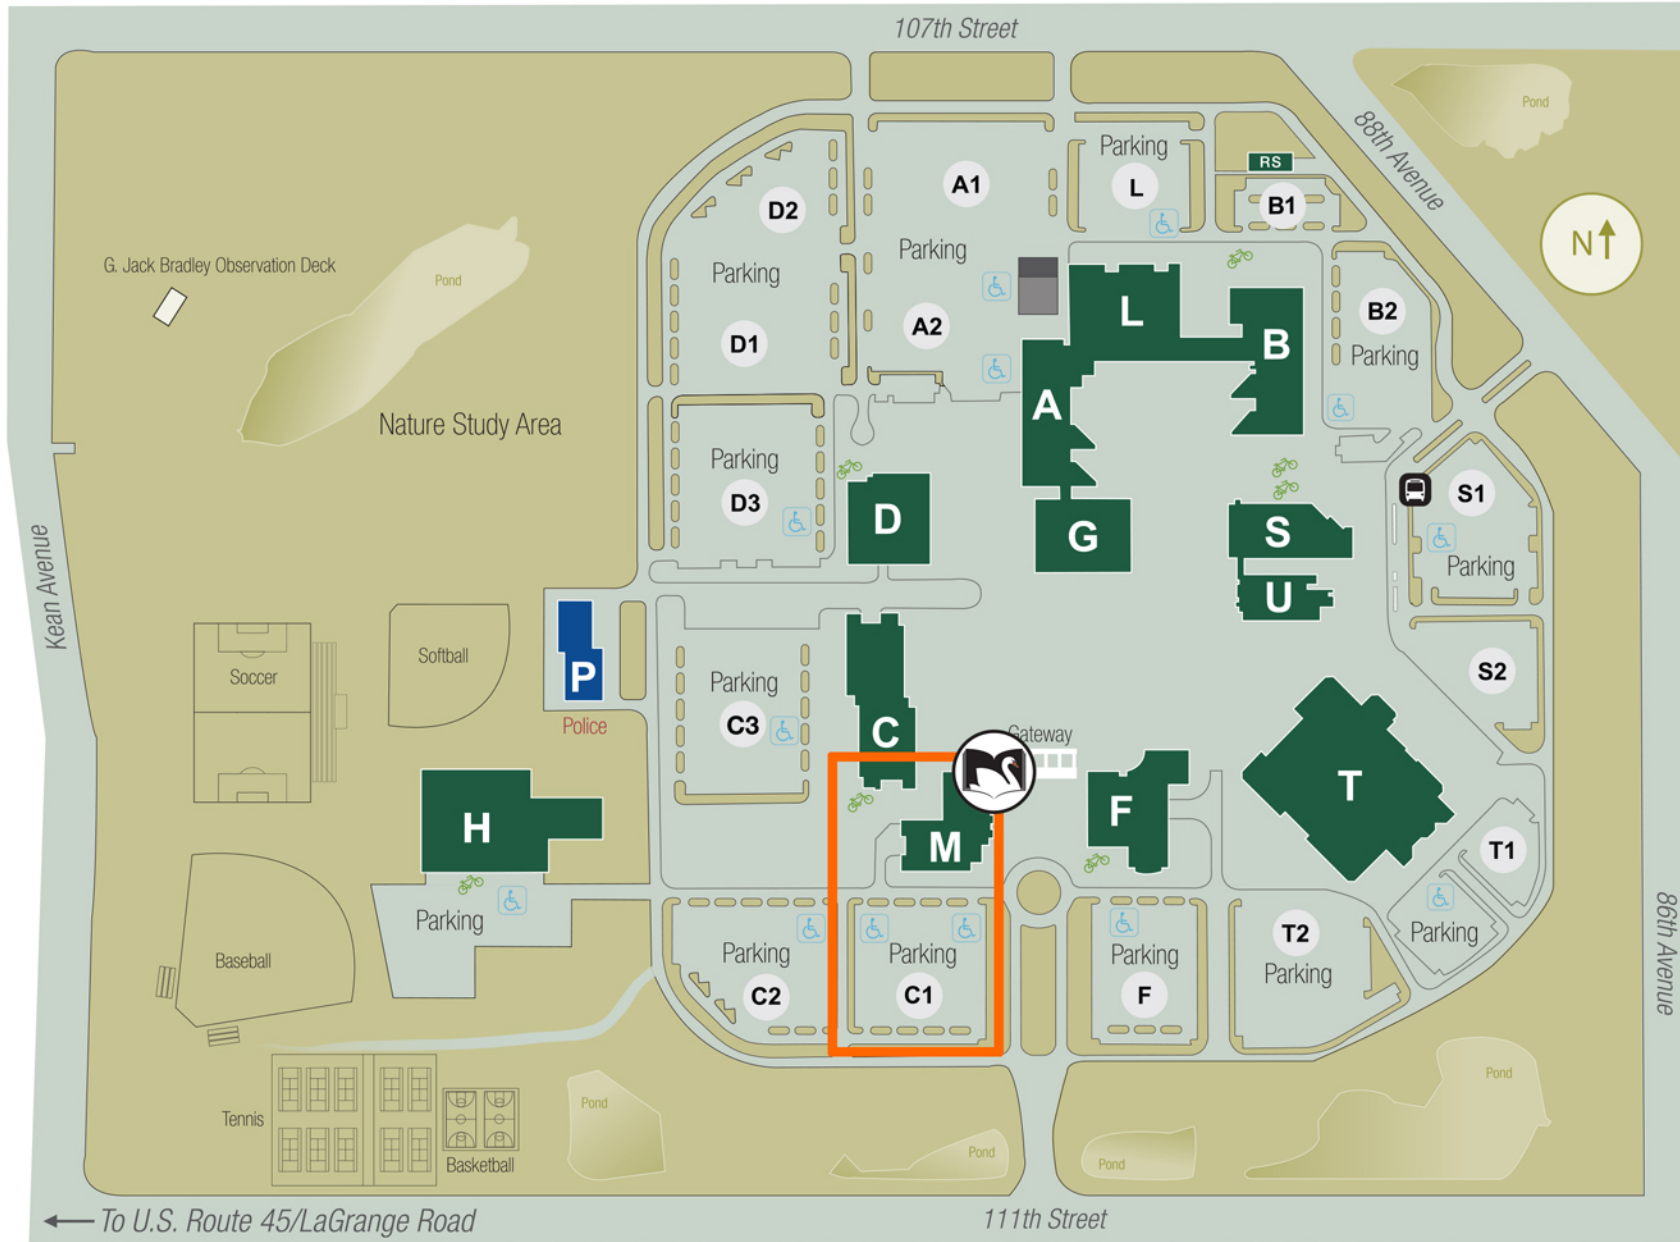 107th Street
88th Avenue
Pond
Parking
L
RS
B1
A1
D2
N
G. Jack Bradley Observation Deck
Pond
Parking
D1
Parking
A2
L
B
B2
Parking
A
Nature Study Area
Parking
D3
D
G
S
U
S1
Parking
Kean Avenue
Soccer
Softball
P
Police
Parking
C3
C
Gateway
S2
T
H
M
F
T1
Parking
Parking
Baseball
Parking
C2
Parking
C1
Parking
F
T2
Parking
86th Avenue
Tennis
Basketball
Pond
Pond
Pond
Pond
To U.S. Route 45/LaGrange Road
111th Street